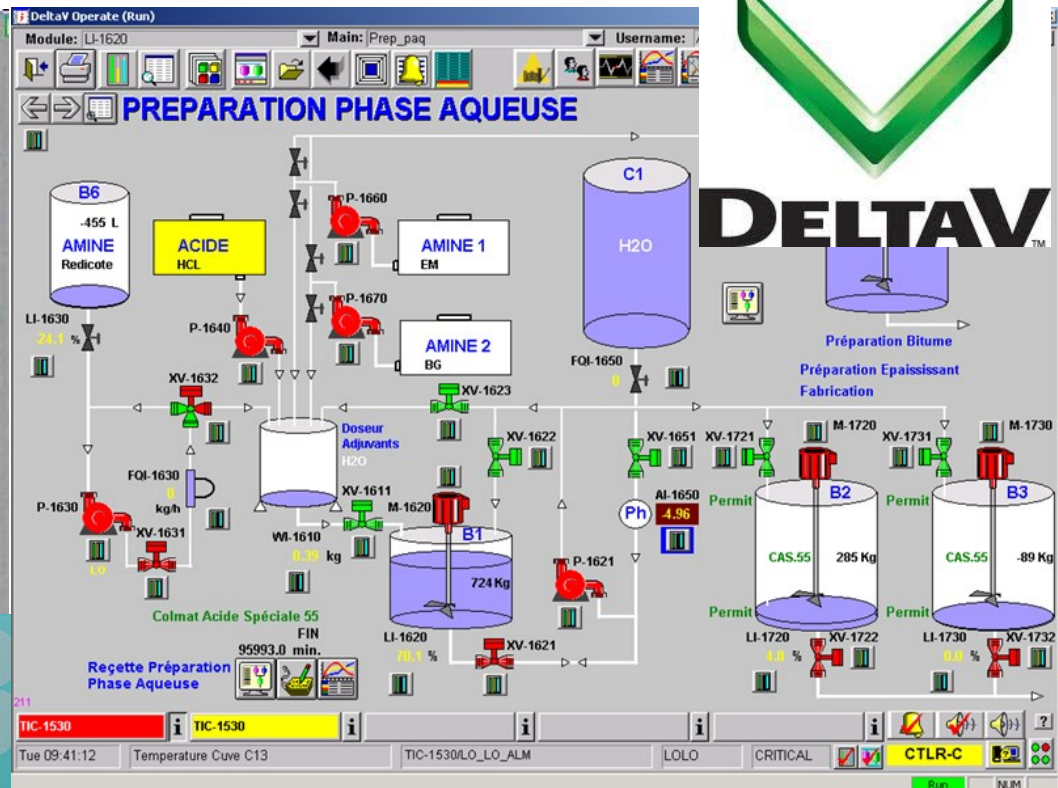 DeltaV Operate (Run)
Module: LI-1620 Main: Prep_paq Username:
PREPARATION PHASE AQUEUSE
DELTAV
TM
B6
-455 L
AMINE
Redicote
ACIDE
HCL
P-1660
AMINE 1
EM
C1
H2O
LI-1630
-24.1 %
P-1640
P-1670
AMINE 2
BG
FQI-1650
0
Préparation Bitume
Préparation Epaississant
Fabrication
XV-1632
XV-1623
Doseur
Adjuvants
H2O
FQI-1630
0
kg/h
P-1630
LO
XV-1631
XV-1611
WI-1610
0.39 kg
M-1620
XV-1622
B1
724 Kg
LI-1620
70.1 %
XV-1621
P-1621
XV-1651
Ph
AI-1650
-4.96
XV-1721
M-1720
Permit
B2
CAS.55
285 Kg
Permit
LI-1720
4.8 %
XV-1722
XV-1731
M-1730
Permit
B3
CAS.55
-89 Kg
Permit
LI-1730
0.0 %
XV-1732
Colmat Acide Spéciale 55
FIN
95993.0 min.
Reçette Préparation
Phase Aqueuse
211
TIC-1530 i TIC-1530 i i i i ?
Tue 09:41:12 Temperature Cuve C13 TIC-1530/LO_LO_ALM LOLO CRITICAL CTLR-C
Run NUM